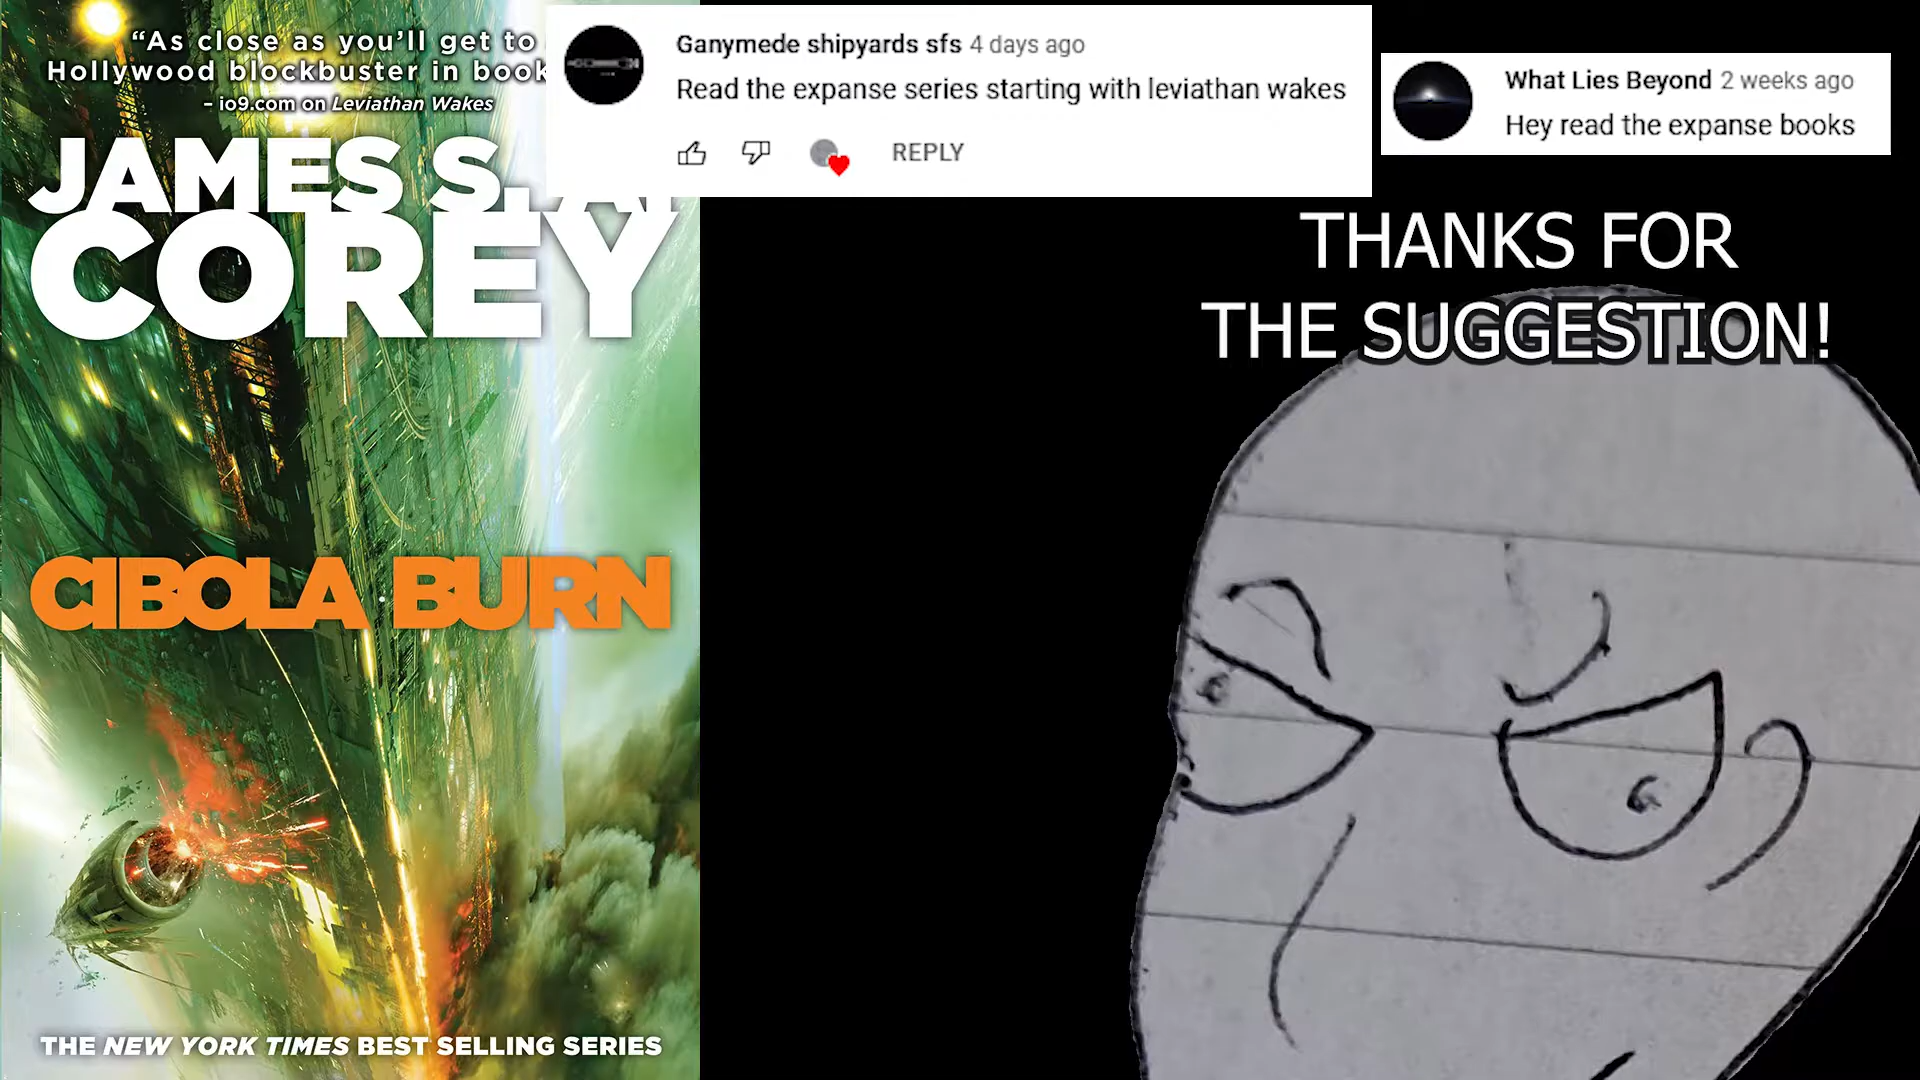 “As close as you’ll get to
Hollywood blockbuster in book
– io9.com on Leviathan Wakes
JAMES S. A.
COREY
CIBOLA BURN
THE NEW YORK TIMES BEST SELLING SERIES
Ganymede shipyards sfs 4 days ago
Read the expanse series starting with leviathan wakes
REPLY
What Lies Beyond 2 weeks ago
Hey read the expanse books
THANKS FOR
THE SUGGESTION!